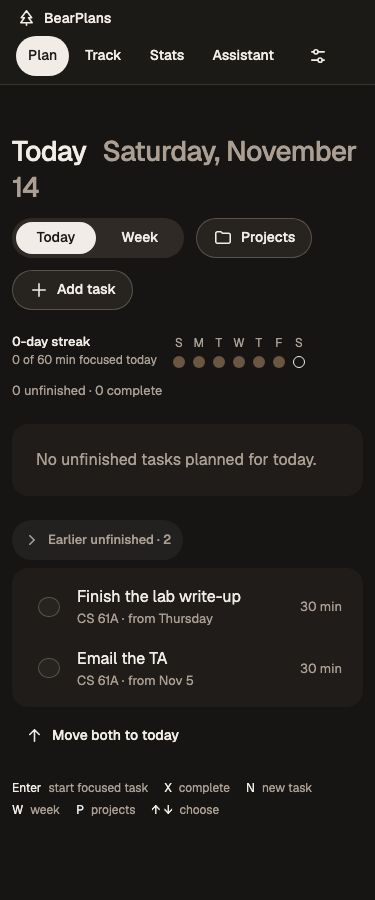 BearPlans
Plan Track Stats Assistant
Today Saturday, November
14
Today Week Projects
Add task
0-day streak
0 of 60 min focused today
S M T W T F S
0 unfinished · 0 complete
No unfinished tasks planned for today.
Earlier unfinished · 2
Finish the lab write-up
CS 61A · from Thursday
30 min
Email the TA
CS 61A · from Nov 5
30 min
Move both to today
Enter start focused task X complete N new task
W week P projects ↑↓ choose